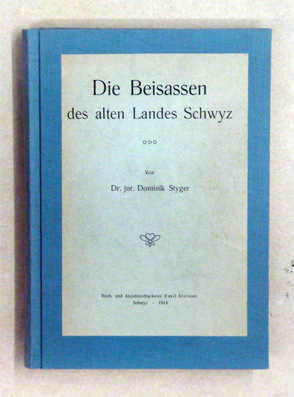 Die Beisassen
des alten Landes Schwyz
Von
Dr. jur. Dominik Styger
Buch- und Akzidenzdruckerei Emil Steiner
Schwyz 1914